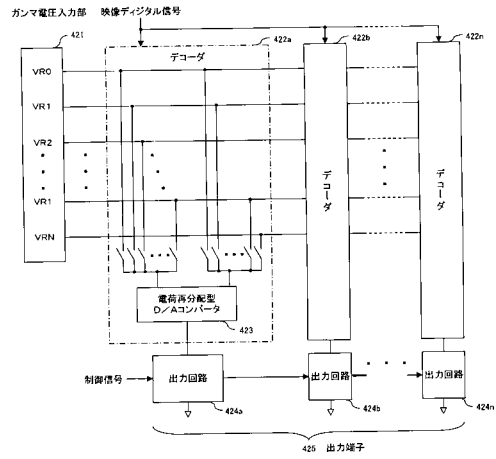 ガンマ電圧入力部 映像ディジタル信号
421
422a
422b
422n
デコーダ
VR0
VR1
VR2
VR1
VRN
デコーダ
デコーダ
電荷再分配型
D/Aコンバータ
423
制御信号
出力回路
出力回路
出力回路
424a
424b
424n
425 出力端子